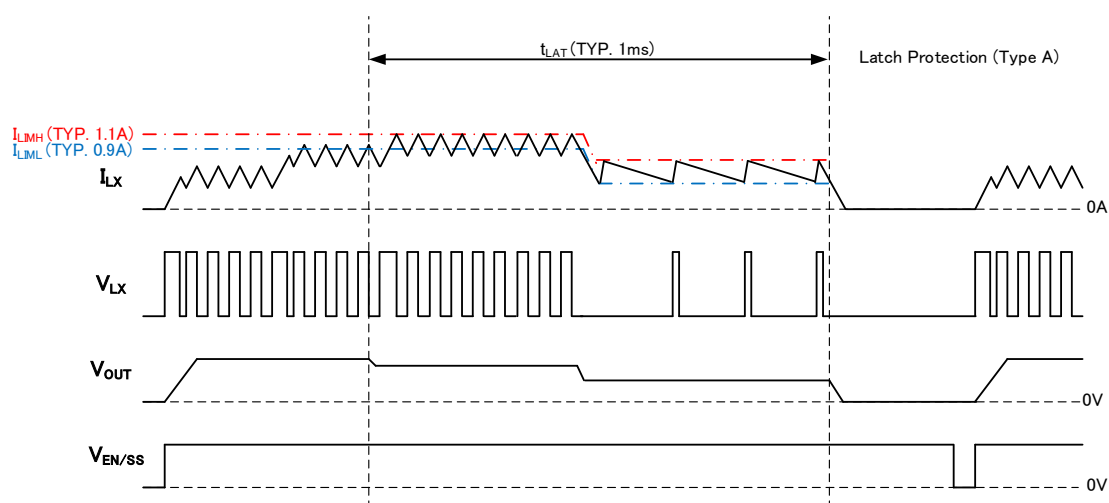 tLAT(TYP. 1ms)
Latch Protection (Type A)
ILIMH(TYP. 1.1A)
ILIML(TYP. 0.9A)
ILX
0A
VLX
VOUT
0V
VEN/SS
0V